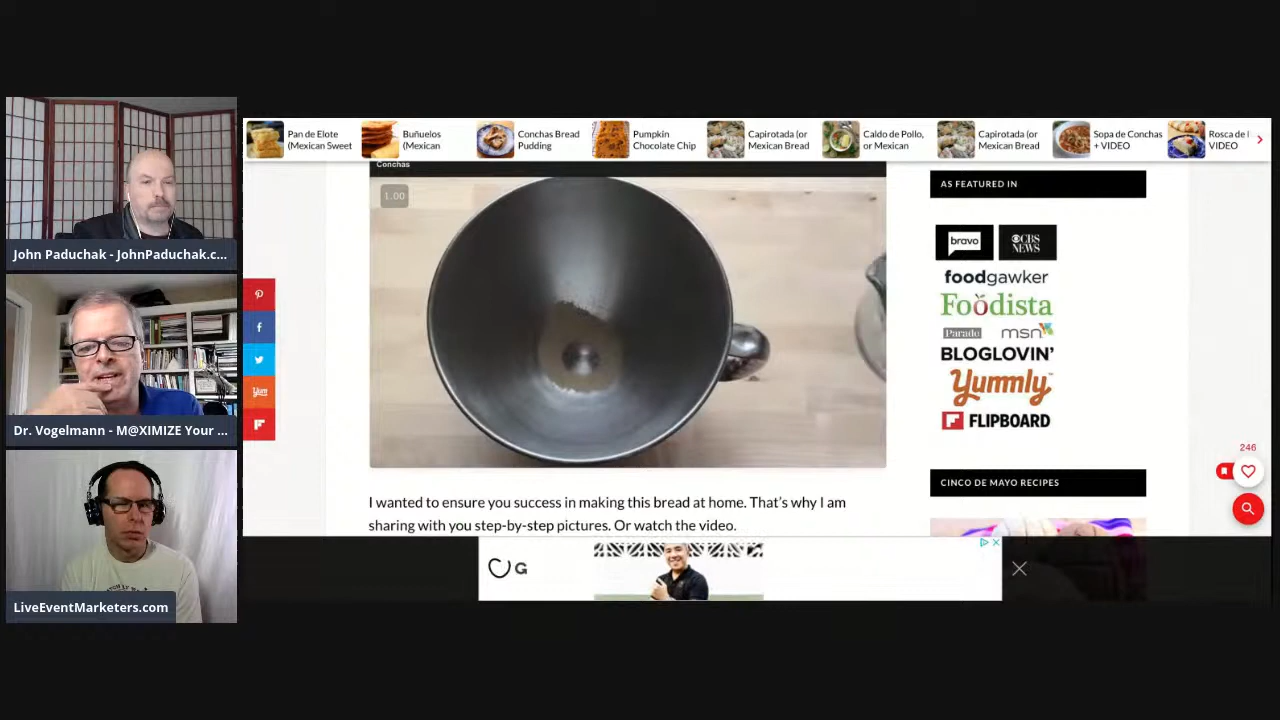 Pan de Elote
(Mexican Sweet
Buñuelos
(Mexican
Conchas Bread
Pudding
Pumpkin
Chocolate Chip
Capirotada (or
Mexican Bread
Caldo de Pollo,
or Mexican
Capirotada (or
Mexican Bread
Sopa de Conchas
+ VIDEO
Rosca de
VIDEO
Conchas
1.00
John Paduchak - JohnPaduchak.c...
Dr. Vogelmann - M@XIMIZE Your ...
LiveEventMarketers.com
Yum
I wanted to ensure you success in making this bread at home. That's why I am
sharing with you step-by-step pictures. Or watch the video.
AS FEATURED IN
bravo
CBS
NEWS
foodgawker
Foodista
Parade
msn
BLOGLOVIN'
Yummly
FLIPBOARD
246
CINCO DE MAYO RECIPES
G